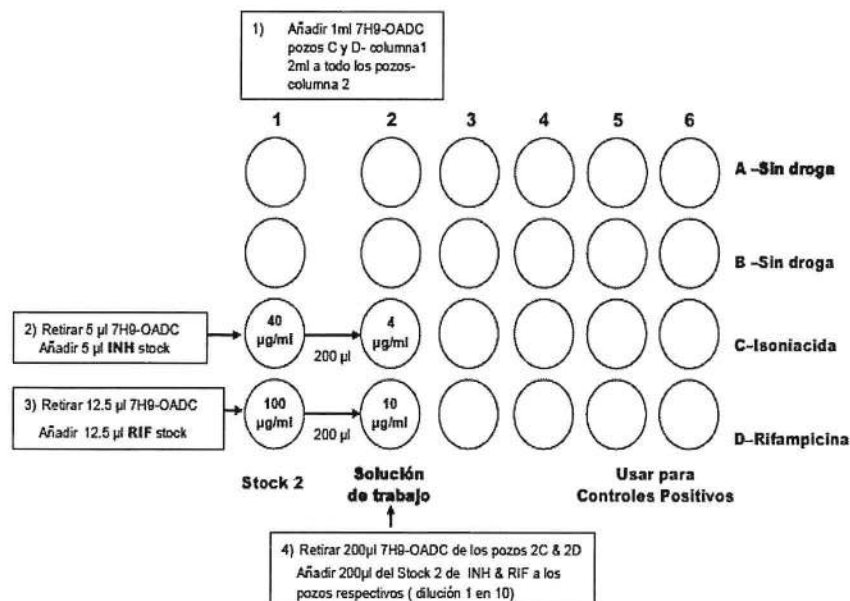 1) Añadir 1ml 7H9-OADC
pozos C y D- columna1
2ml a todo los pozos-
columna 2
1 2 3 4 5 6
A –Sin droga
B –Sin droga
2) Retirar 5 µl 7H9-OADC
Añadir 5 µl INH stock
40
µg/ml
200 µl
4
µg/ml
C–Isoniacida
3) Retirar 12.5 µl 7H9-OADC
Añadir 12.5 µl RIF stock
100
µg/ml
200 µl
10
µg/ml
D–Rifampicina
Stock 2
Solución
de trabajo
Usar para
Controles Positivos
4) Retirar 200µl 7H9-OADC de los pozos 2C & 2D
Añadir 200µl del Stock 2 de INH & RIF a los
pozos respectivos ( dilución 1 en 10)